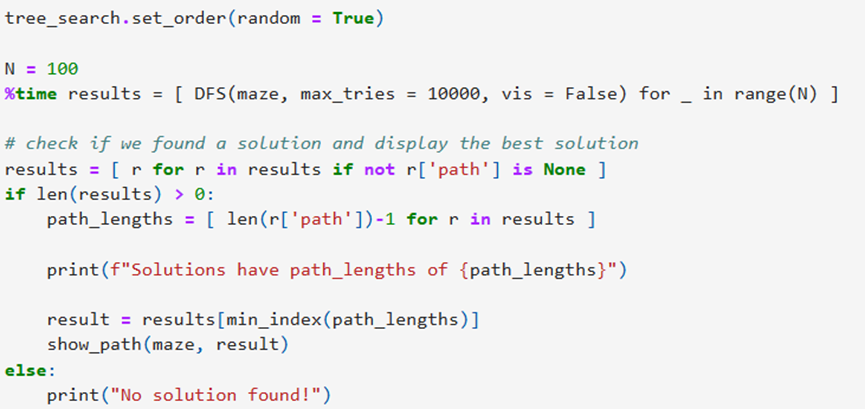 tree_search.set_order(random = True)

N = 100
%time results = [ DFS(maze, max_tries = 10000, vis = False) for _ in range(N) ]

# check if we found a solution and display the best solution
results = [ r for r in results if not r['path'] is None ]
if len(results) > 0:
    path_lengths = [ len(r['path'])-1 for r in results ]

    print(f"Solutions have path_lengths of {path_lengths}")

    result = results[min_index(path_lengths)]
    show_path(maze, result)
else:
    print("No solution found!")